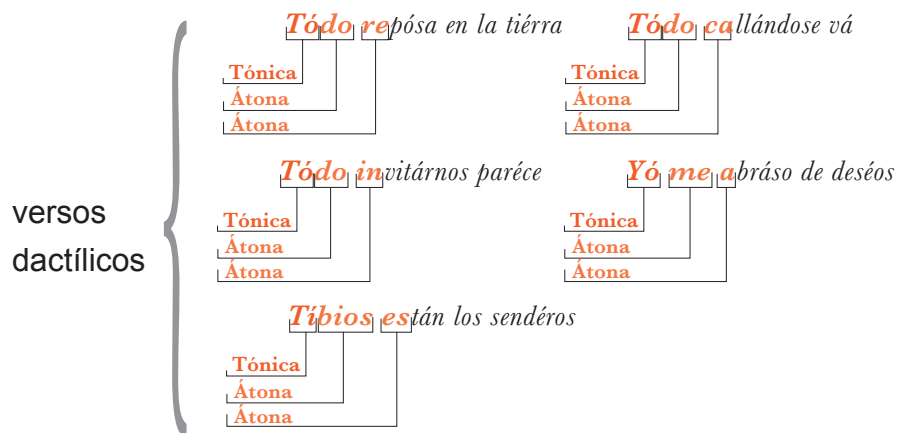 versos
dactílicos
Tódo repósa en la tiérra
Tónica
Átona
Átona
Tódo callándose vá
Tónica
Átona
Átona
Tódo invitárnos paréce
Tónica
Átona
Átona
Yó me abráso de deséos
Tónica
Átona
Átona
Tíbios están los sendéros
Tónica
Átona
Átona